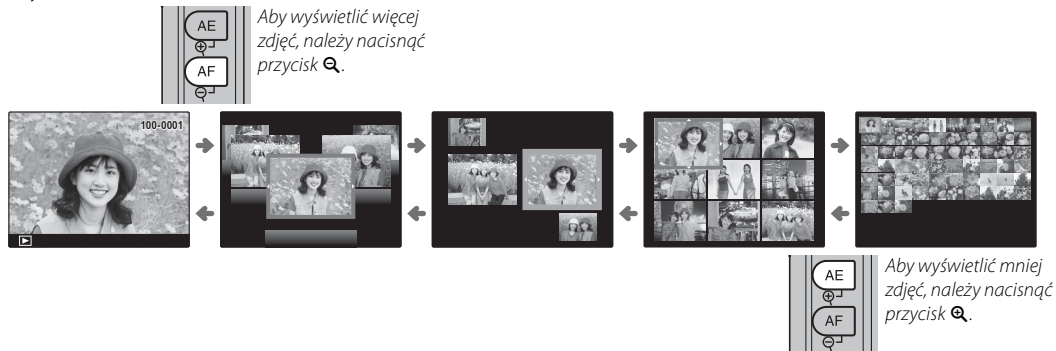 AE
AF
Aby wyświetlić więcej
zdjęć, należy nacisnąć
przycisk .
100-0001
AE
AF
Aby wyświetlić mniej
zdjęć, należy nacisnąć
przycisk .